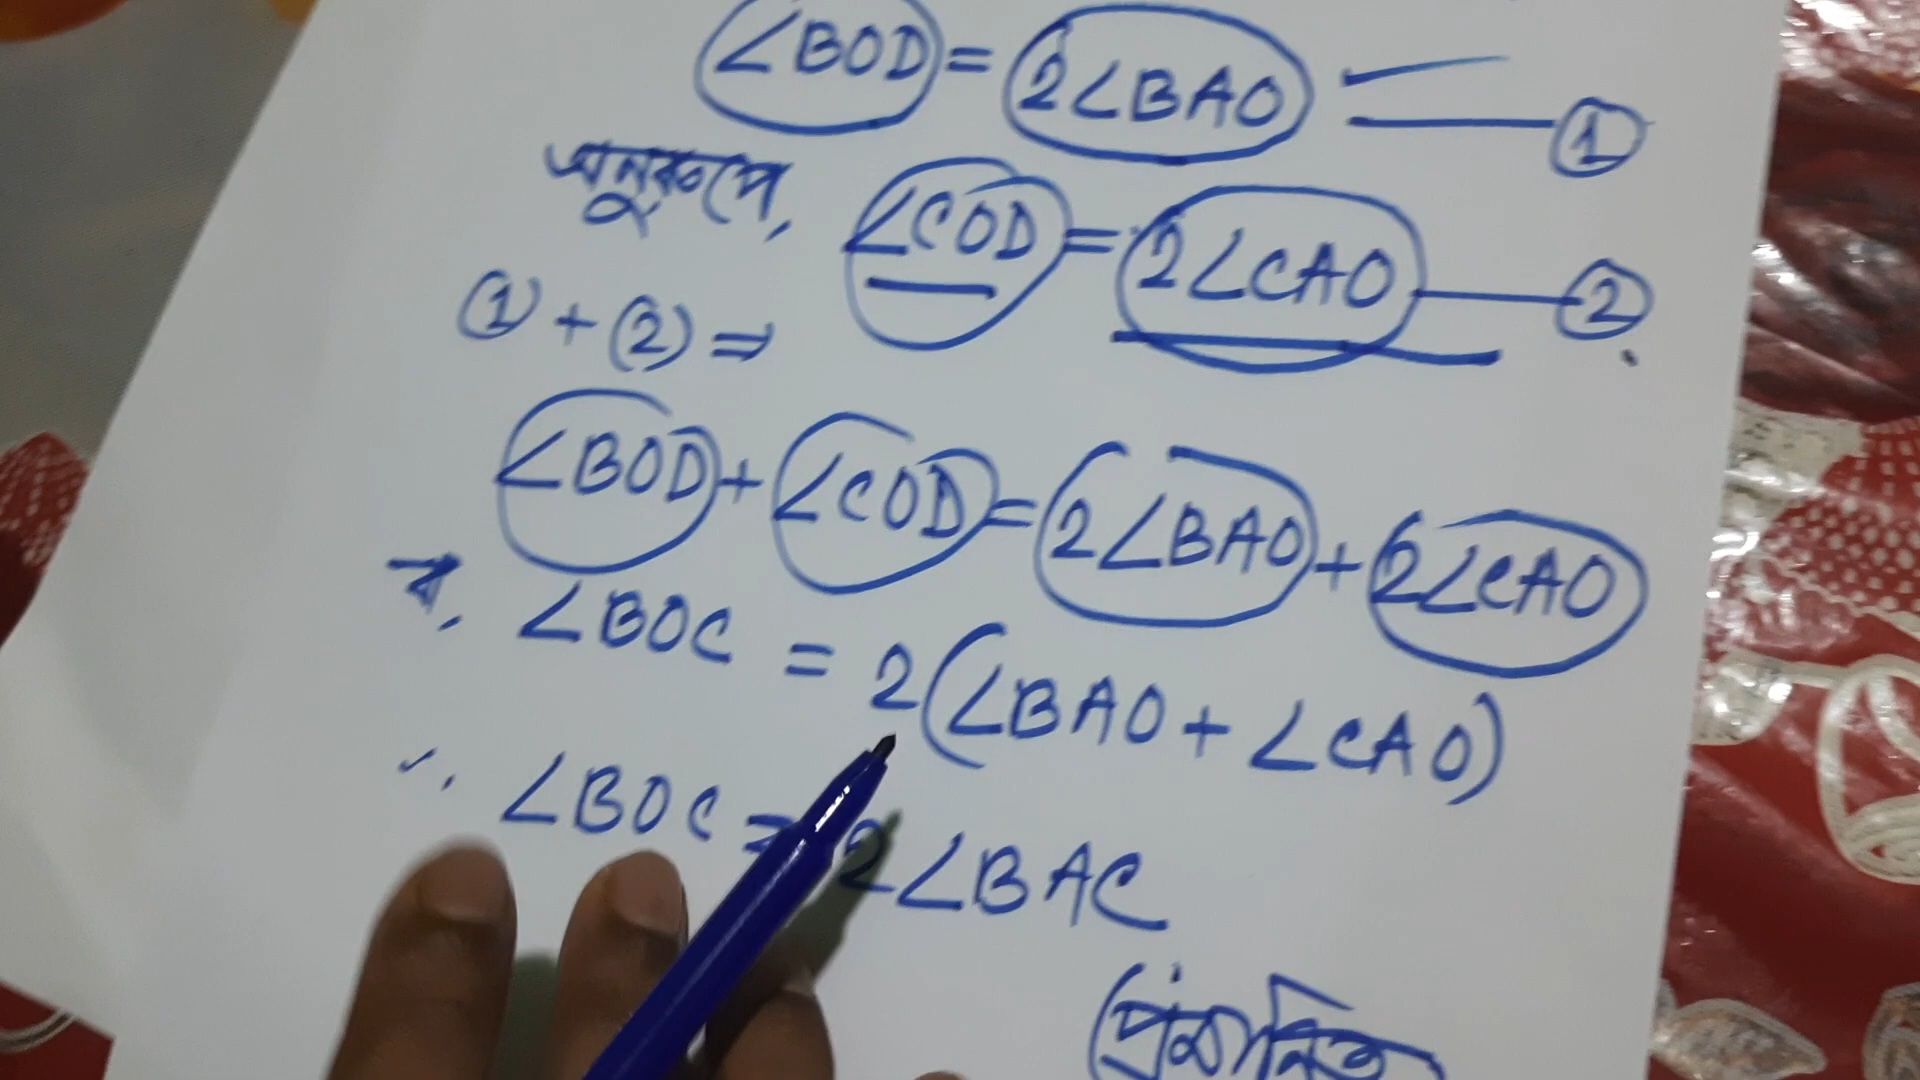 ∠BOD = 2∠BAO ①
অনুরূপে, ∠COD = 2∠CAO ②
① + ② ⇒
∠BOD + ∠COD = 2∠BAO + 2∠CAO
বা, ∠BOC = 2(∠BAO + ∠CAO)
∴ ∠BOC = 2∠BAC
(প্রমাণিত